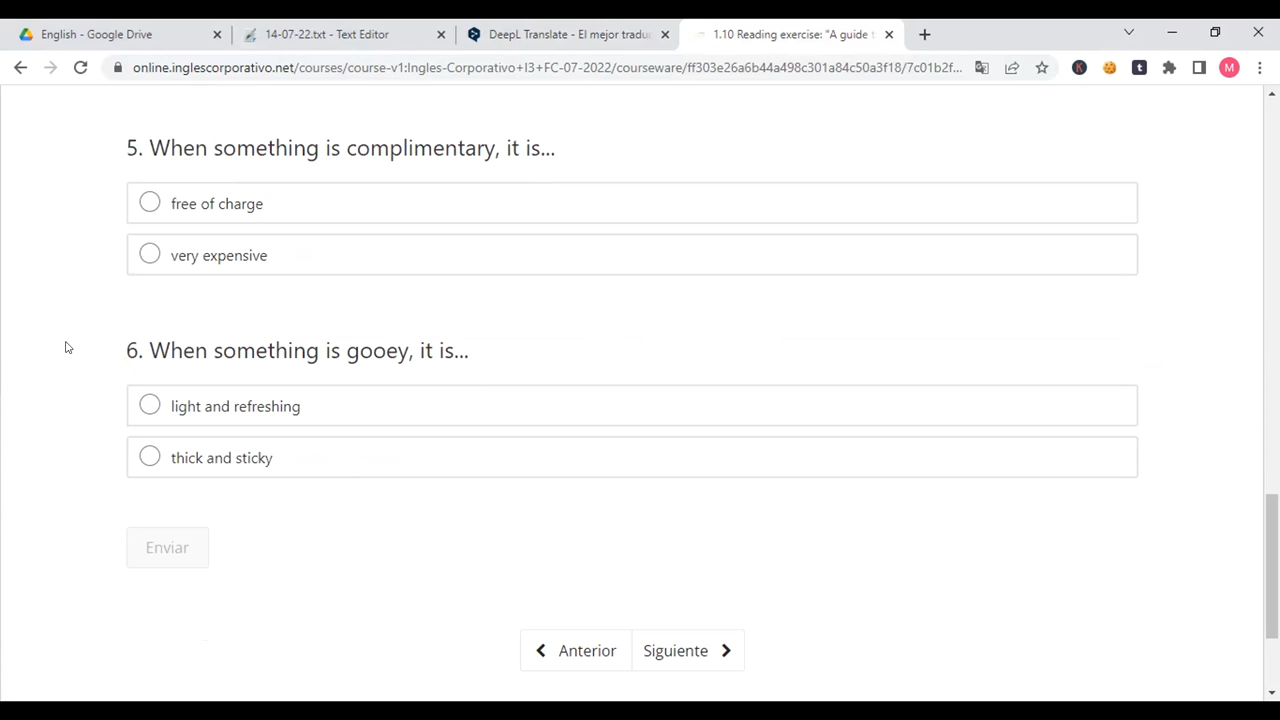 English - Google Drive
14-07-22.txt - Text Editor
DeepL Translate - El mejor tradu
1.10 Reading exercise: "A guide t
online.inglescorporativo.net/courses/course-v1:Ingles-Corporativo+I3+FC-07-2022/courseware/ff303e26a6b44a498c301a84c50a3f18/7c01b2f...
K
t
M
5. When something is complimentary, it is...
free of charge
very expensive
6. When something is gooey, it is...
light and refreshing
thick and sticky
Enviar
Anterior
Siguiente